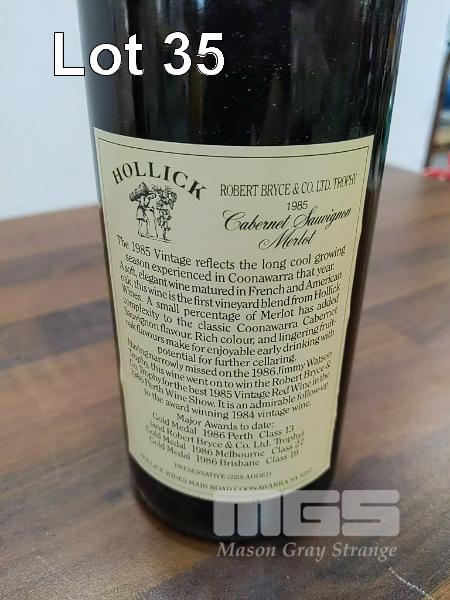 Lot 35
HOLLICK
ROBERT BRYCE & CO. LTD. TROPHY
1985
Cabernet Sauvignon
Merlot
The 1985 Vintage reflects the long cool growing
season experienced in Coonawarra that year.
A soft, elegant wine matured in French and American
oak, this wine is the first vineyard blend from Hollick
Wines. A small percentage of Merlot has added
complexity to the classic Coonawarra Cabernet
Sauvignon flavour. Rich colour, and lingering fruit-
oak flavours make for enjoyable early drinking with
potential for further cellaring.
Having narrowly missed on the 1986 Jimmy Watson
Trophy, this wine went on to win the Robert Bryce &
Co. Trophy for the best 1985 Vintage Red Wine in the
1986 Perth Wine Show. It is an admirable follow-up
to the award winning 1984 vintage wine.
Major Awards to date:
Gold Medal 1986 Perth Class 13
(and Robert Bryce & Co. Ltd. Trophy)
Gold Medal 1986 Melbourne Class 27
Gold Medal 1986 Brisbane Class 19
PRESERVATIVE (220) ADDED
HOLLICK WINES MAIN ROAD COONAWARRA SA 5263
MGS
Mason Gray Strange